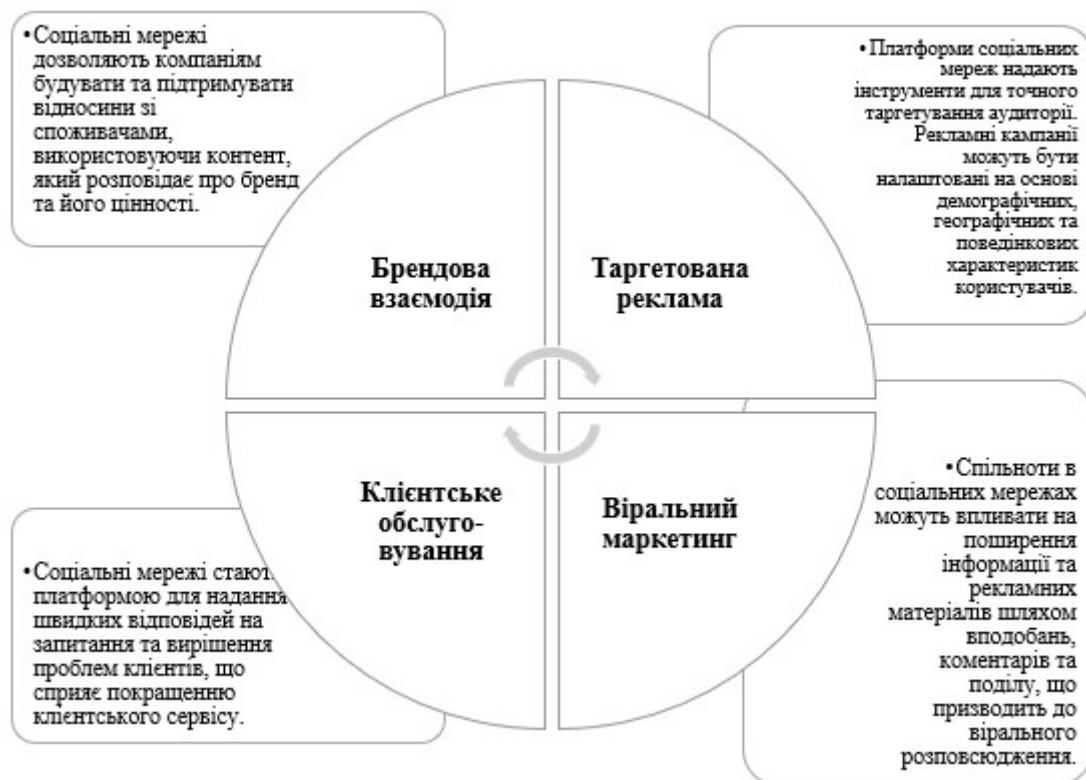 •Соціальні мережі
дозволяють компаніям
будувати та підтримувати
відносини зі
споживачами,
використовуючи контент,
який розповідає про бренд
та його цінності.
•Платформи соціальних
мереж надають
інструменти для точного
таргетування аудиторії.
Рекламні кампанії
можуть бути
налаштовані на основі
демографічних,
географічних та
поведінкових
характеристик
користувачів.
Брендова
взаємодія
Таргетована
реклама
Клієнтське
обслуго-
вування
Віральний
маркетинг
•Соціальні мережі стають
платформою для надання
швидких відповідей на
запитання та вирішення
проблем клієнтів, що
сприяє покращенню
клієнтського сервісу.
•Спільноти в
соціальних мережах
можуть впливати на
поширення
інформації та
рекламних
матеріалів шляхом
вподобань,
коментарів та
поділу, що
призводить до
вірального
розповсюдження.